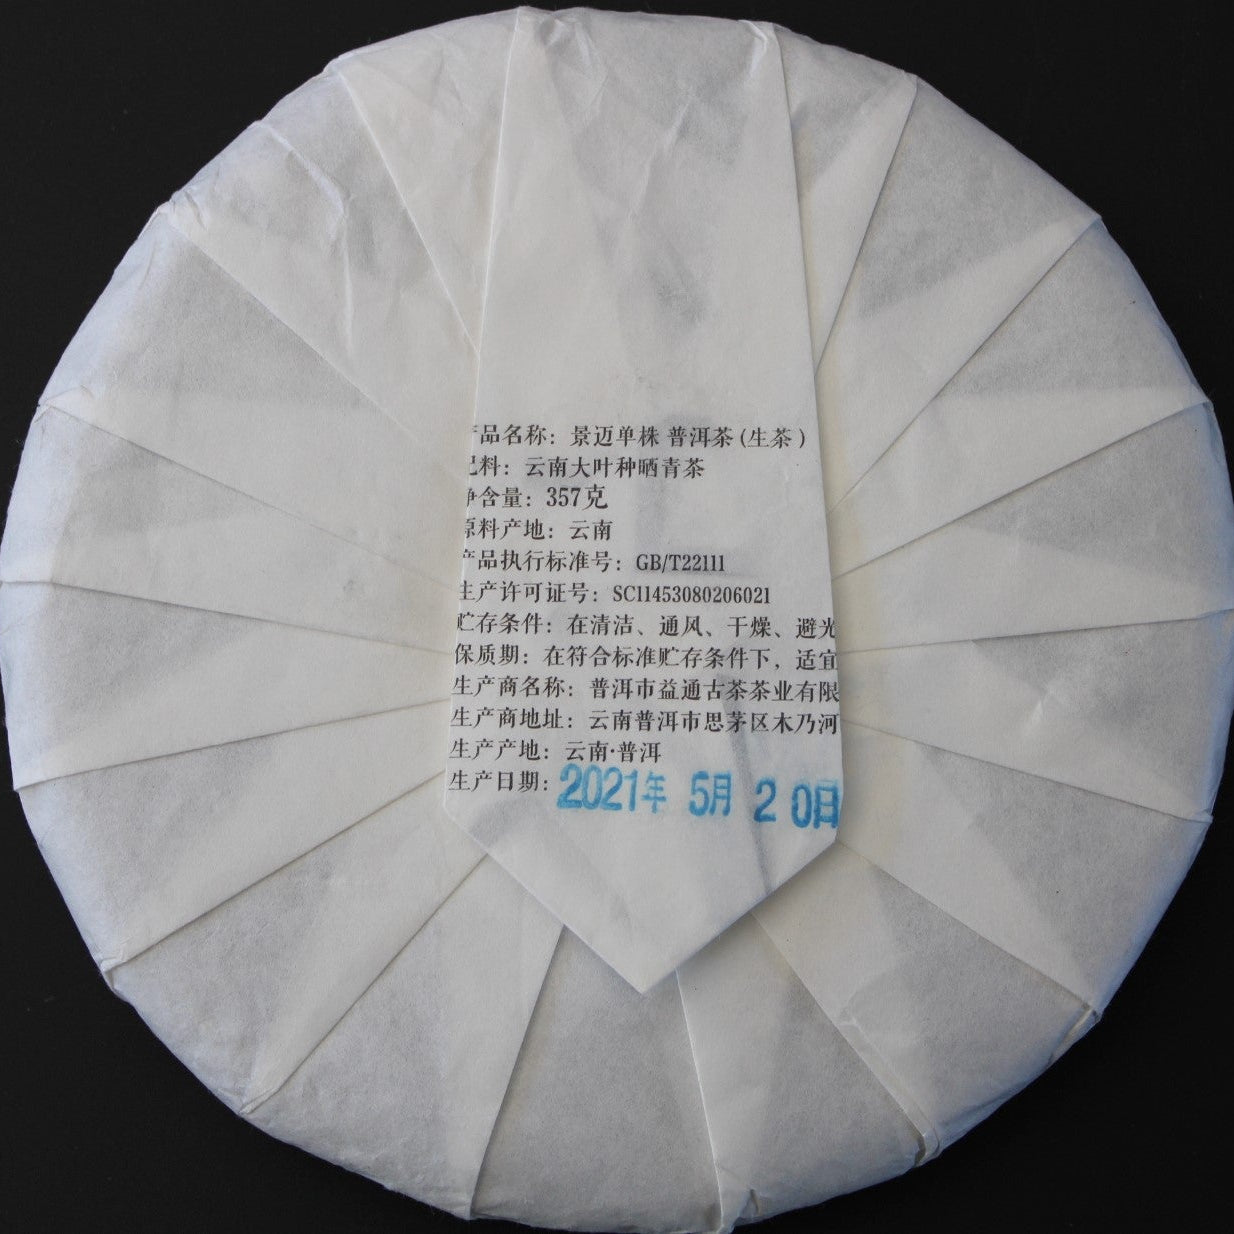 产品名称：景迈单株 普洱茶（生茶）
配料：云南大叶种晒青茶
净含量：357克
原料产地：云南
产品执行标准号：GB/T22111
生产许可证号：SC11453080206021
贮存条件：在清洁、通风、干燥、避光
保质期：在符合标准贮存条件下，适宜
生产商名称：普洱市益通古茶茶业有限
生产商地址：云南普洱市思茅区木乃河
生产产地：云南·普洱
生产日期：2021年 5月 20日